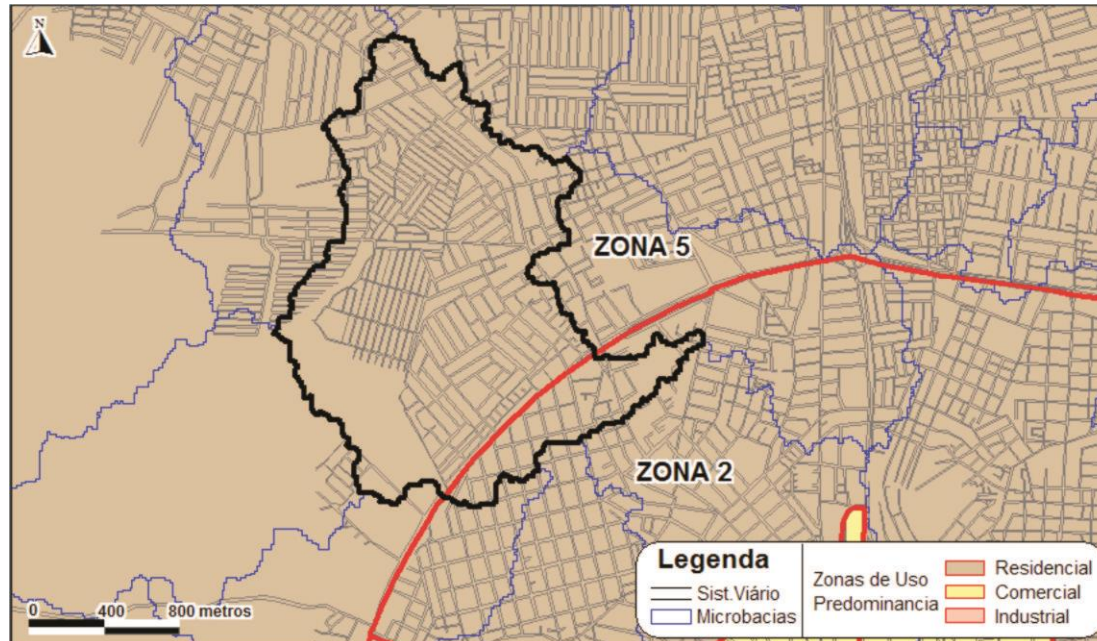 N
ZONA 5
ZONA 2
0 400 800 metros
Legenda
Sist.Viário
Microbacias
Zonas de Uso
Predominancia
Residencial
Comercial
Industrial